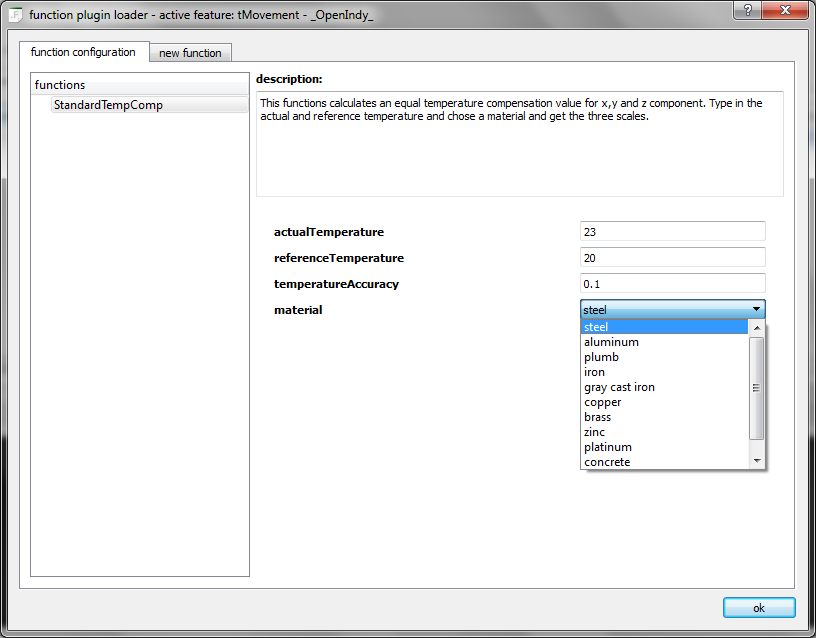 function plugin loader - active feature: tMovement - _OpenIndy_
function configuration
new function
functions
StandardTempComp
description:
This functions calculates an equal temperature compensation value for x,y and z component. Type in the
actual and reference temperature and chose a material and get the three scales.
actualTemperature 23
referenceTemperature 20
temperatureAccuracy 0.1
material steel
steel
aluminum
plumb
iron
gray cast iron
copper
brass
zinc
platinum
concrete
ok